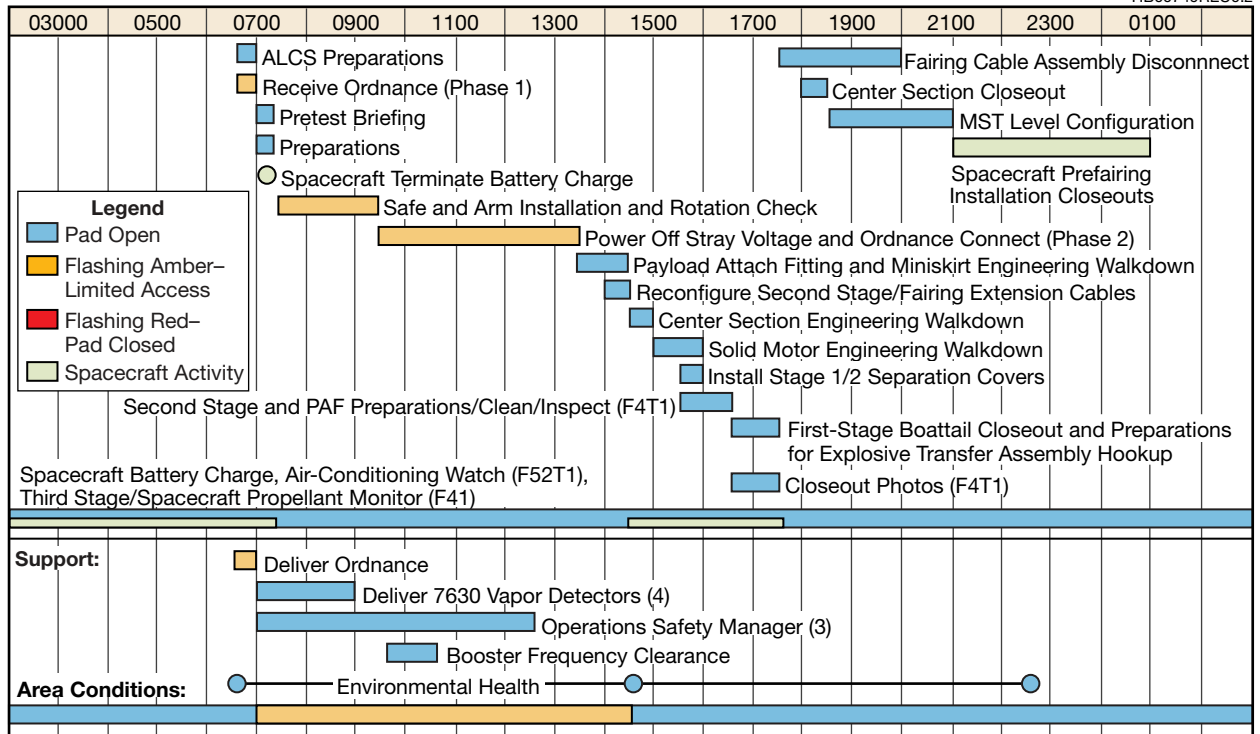 03000 0500 0700 0900 1100 1300 1500 1700 1900 2100 2300 0100
ALCS Preparations
Fairing Cable Assembly Disconnnect
Receive Ordnance (Phase 1)
Center Section Closeout
Pretest Briefing
MST Level Configuration
Preparations
Spacecraft Prefairing
Installation Closeouts
Spacecraft Terminate Battery Charge
Safe and Arm Installation and Rotation Check
Power Off Stray Voltage and Ordnance Connect (Phase 2)
Payload Attach Fitting and Miniskirt Engineering Walkdown
Reconfigure Second Stage/Fairing Extension Cables
Center Section Engineering Walkdown
Solid Motor Engineering Walkdown
Install Stage 1/2 Separation Covers
Legend
Pad Open
Flashing Amber–
Limited Access
Flashing Red–
Pad Closed
Spacecraft Activity
Second Stage and PAF Preparations/Clean/Inspect (F4T1)
First-Stage Boattail Closeout and Preparations
for Explosive Transfer Assembly Hookup
Closeout Photos (F4T1)
Spacecraft Battery Charge, Air-Conditioning Watch (F52T1),
Third Stage/Spacecraft Propellant Monitor (F41)
Support:
Deliver Ordnance
Deliver 7630 Vapor Detectors (4)
Operations Safety Manager (3)
Booster Frequency Clearance
Area Conditions:
Environmental Health